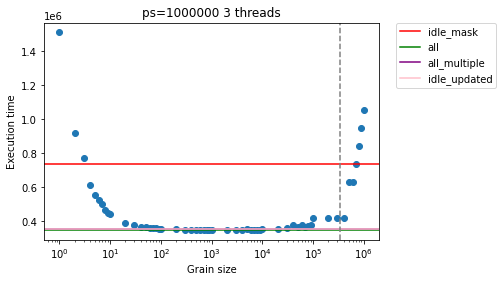 ps=1000000 3 threads
1e6
1.4
1.2
1.0
0.8
0.6
0.4
Execution time
10^0
10^1
10^2
10^3
10^4
10^5
10^6
Grain size
idle_mask
all
all_multiple
idle_updated